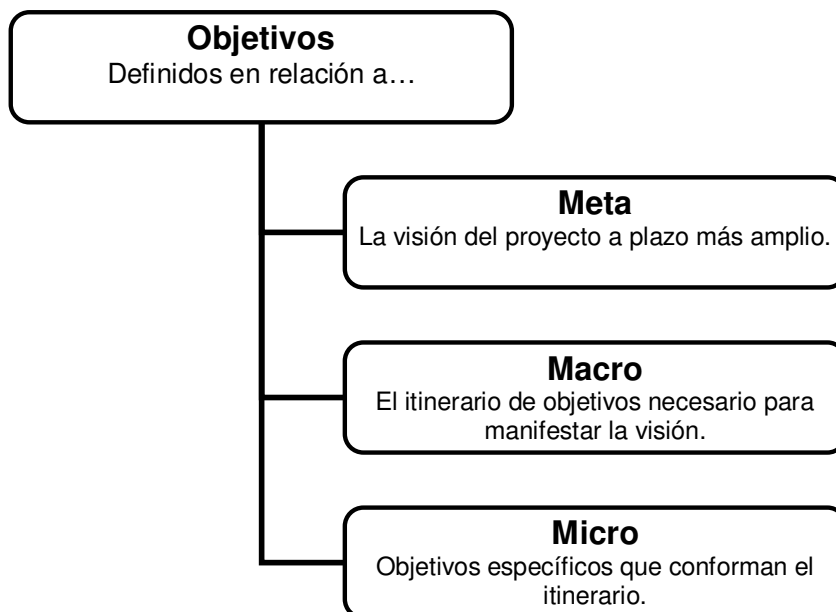 Objetivos
Definidos en relación a…
Meta
La visión del proyecto a plazo más amplio.
Macro
El itinerario de objetivos necesario para
manifestar la visión.
Micro
Objetivos específicos que conforman el
itinerario.